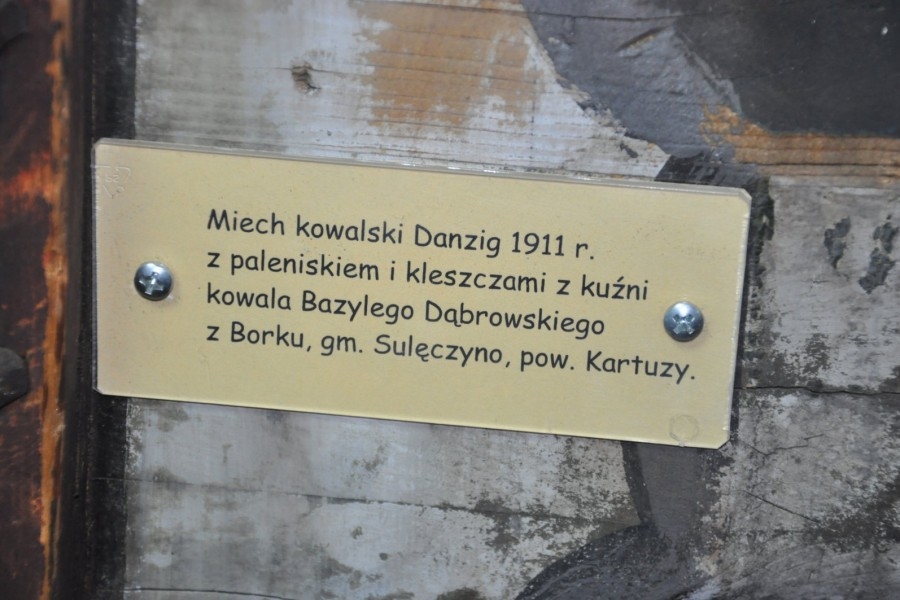 Miech kowalski Danzig 1911 r.
z paleniskiem i kleszczami z kuźni
kowala Bazylego Dąbrowskiego
z Borku, gm. Sulęczyno, pow. Kartuzy.